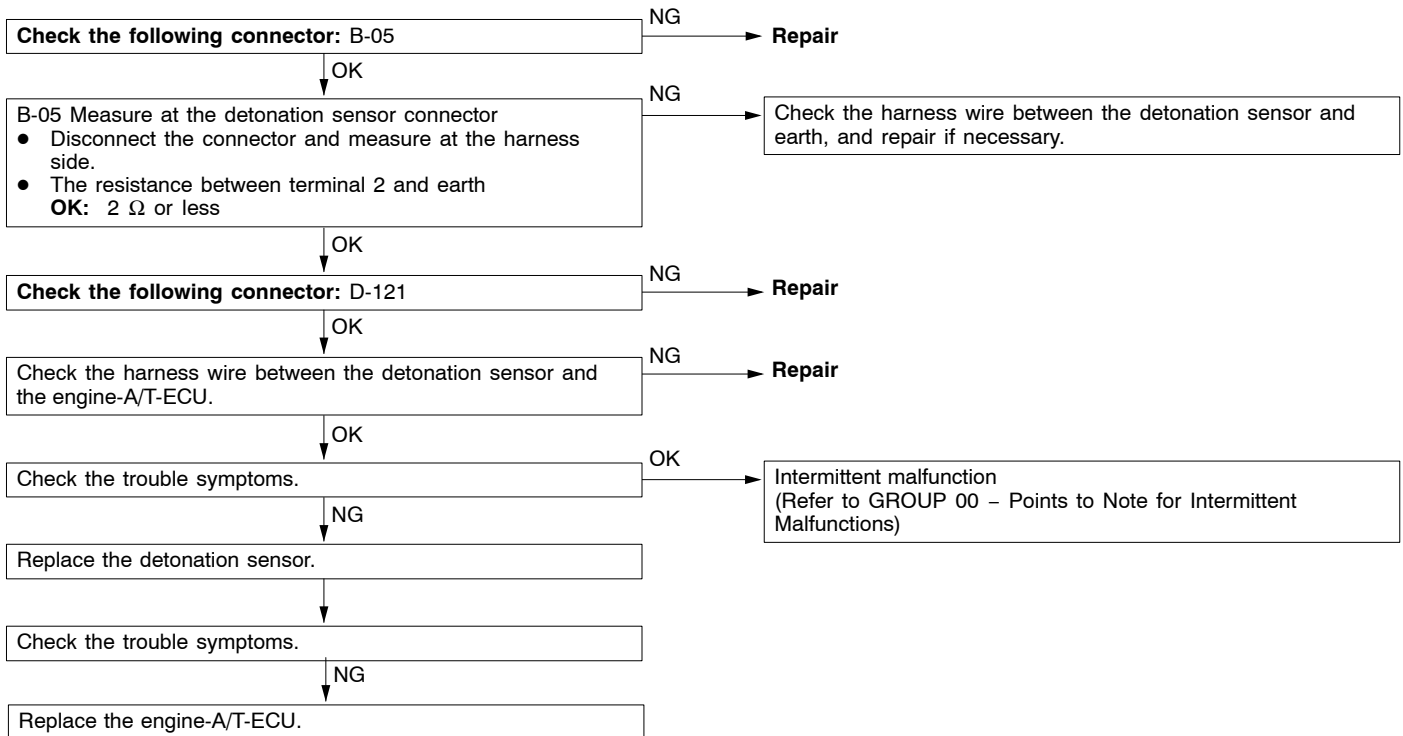 NG
Check the following connector: B-05
Repair
OK
NG
B-05 Measure at the detonation sensor connector
● Disconnect the connector and measure at the harness
side.
● The resistance between terminal 2 and earth
OK: 2 Ω or less
Check the harness wire between the detonation sensor and
earth, and repair if necessary.
OK
NG
Check the following connector: D-121
Repair
OK
NG
Check the harness wire between the detonation sensor and
the engine-A/T-ECU.
Repair
OK
OK
Check the trouble symptoms.
Intermittent malfunction
(Refer to GROUP 00 – Points to Note for Intermittent
Malfunctions)
NG
Replace the detonation sensor.
Check the trouble symptoms.
NG
Replace the engine-A/T-ECU.